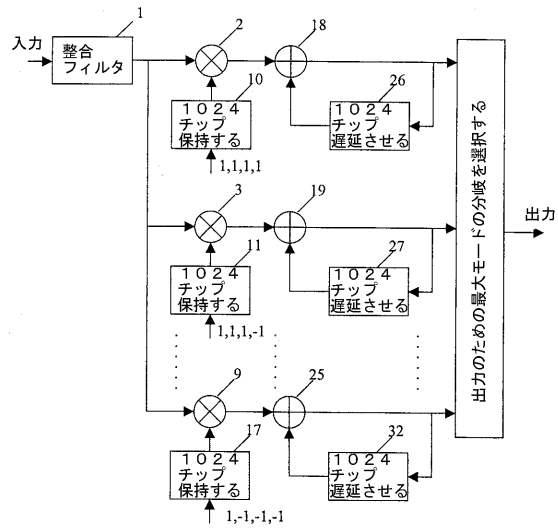 1
入力
整合
フィルタ
2
18
10
１０２４
チップ
保持する
1,1,1,1
26
１０２４
チップ
遅延させる
3
19
11
１０２４
チップ
保持する
1,1,1,-1
27
１０２４
チップ
遅延させる
9
25
17
１０２４
チップ
保持する
1,-1,-1,-1
32
１０２４
チップ
遅延させる
出力のための最大モードの分岐を選択する
出力